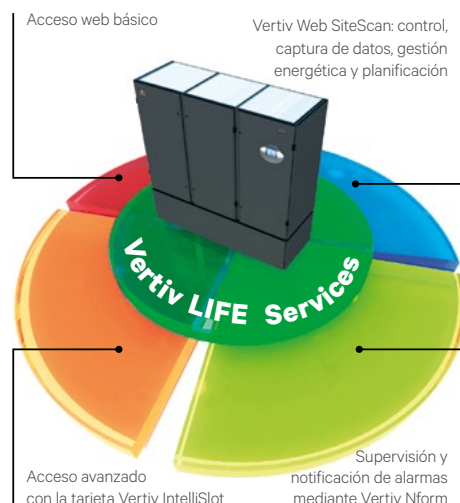 Acceso web básico
Vertiv Web SiteScan: control,
captura de datos, gestión
energética y planificación
Vertiv LIFE Services
Acceso avanzado
con la tarjeta Vertiv IntelliSlot
Supervisión y
notificación de alarmas
mediante Vertiv Nform